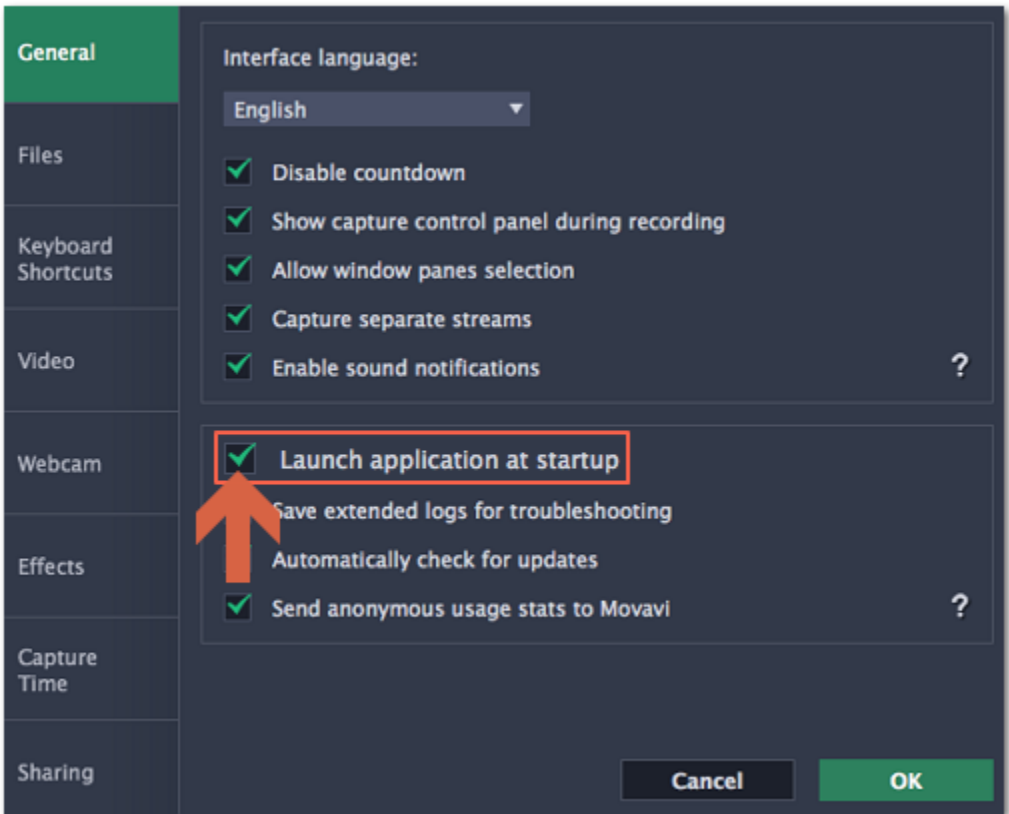 General
Files
Keyboard
Shortcuts
Video
Webcam
Effects
Capture
Time
Sharing
Interface language:
English
Disable countdown
Show capture control panel during recording
Allow window panes selection
Capture separate streams
Enable sound notifications
?
Launch application at startup
Save extended logs for troubleshooting
Automatically check for updates
Send anonymous usage stats to Movavi
?
Cancel
OK